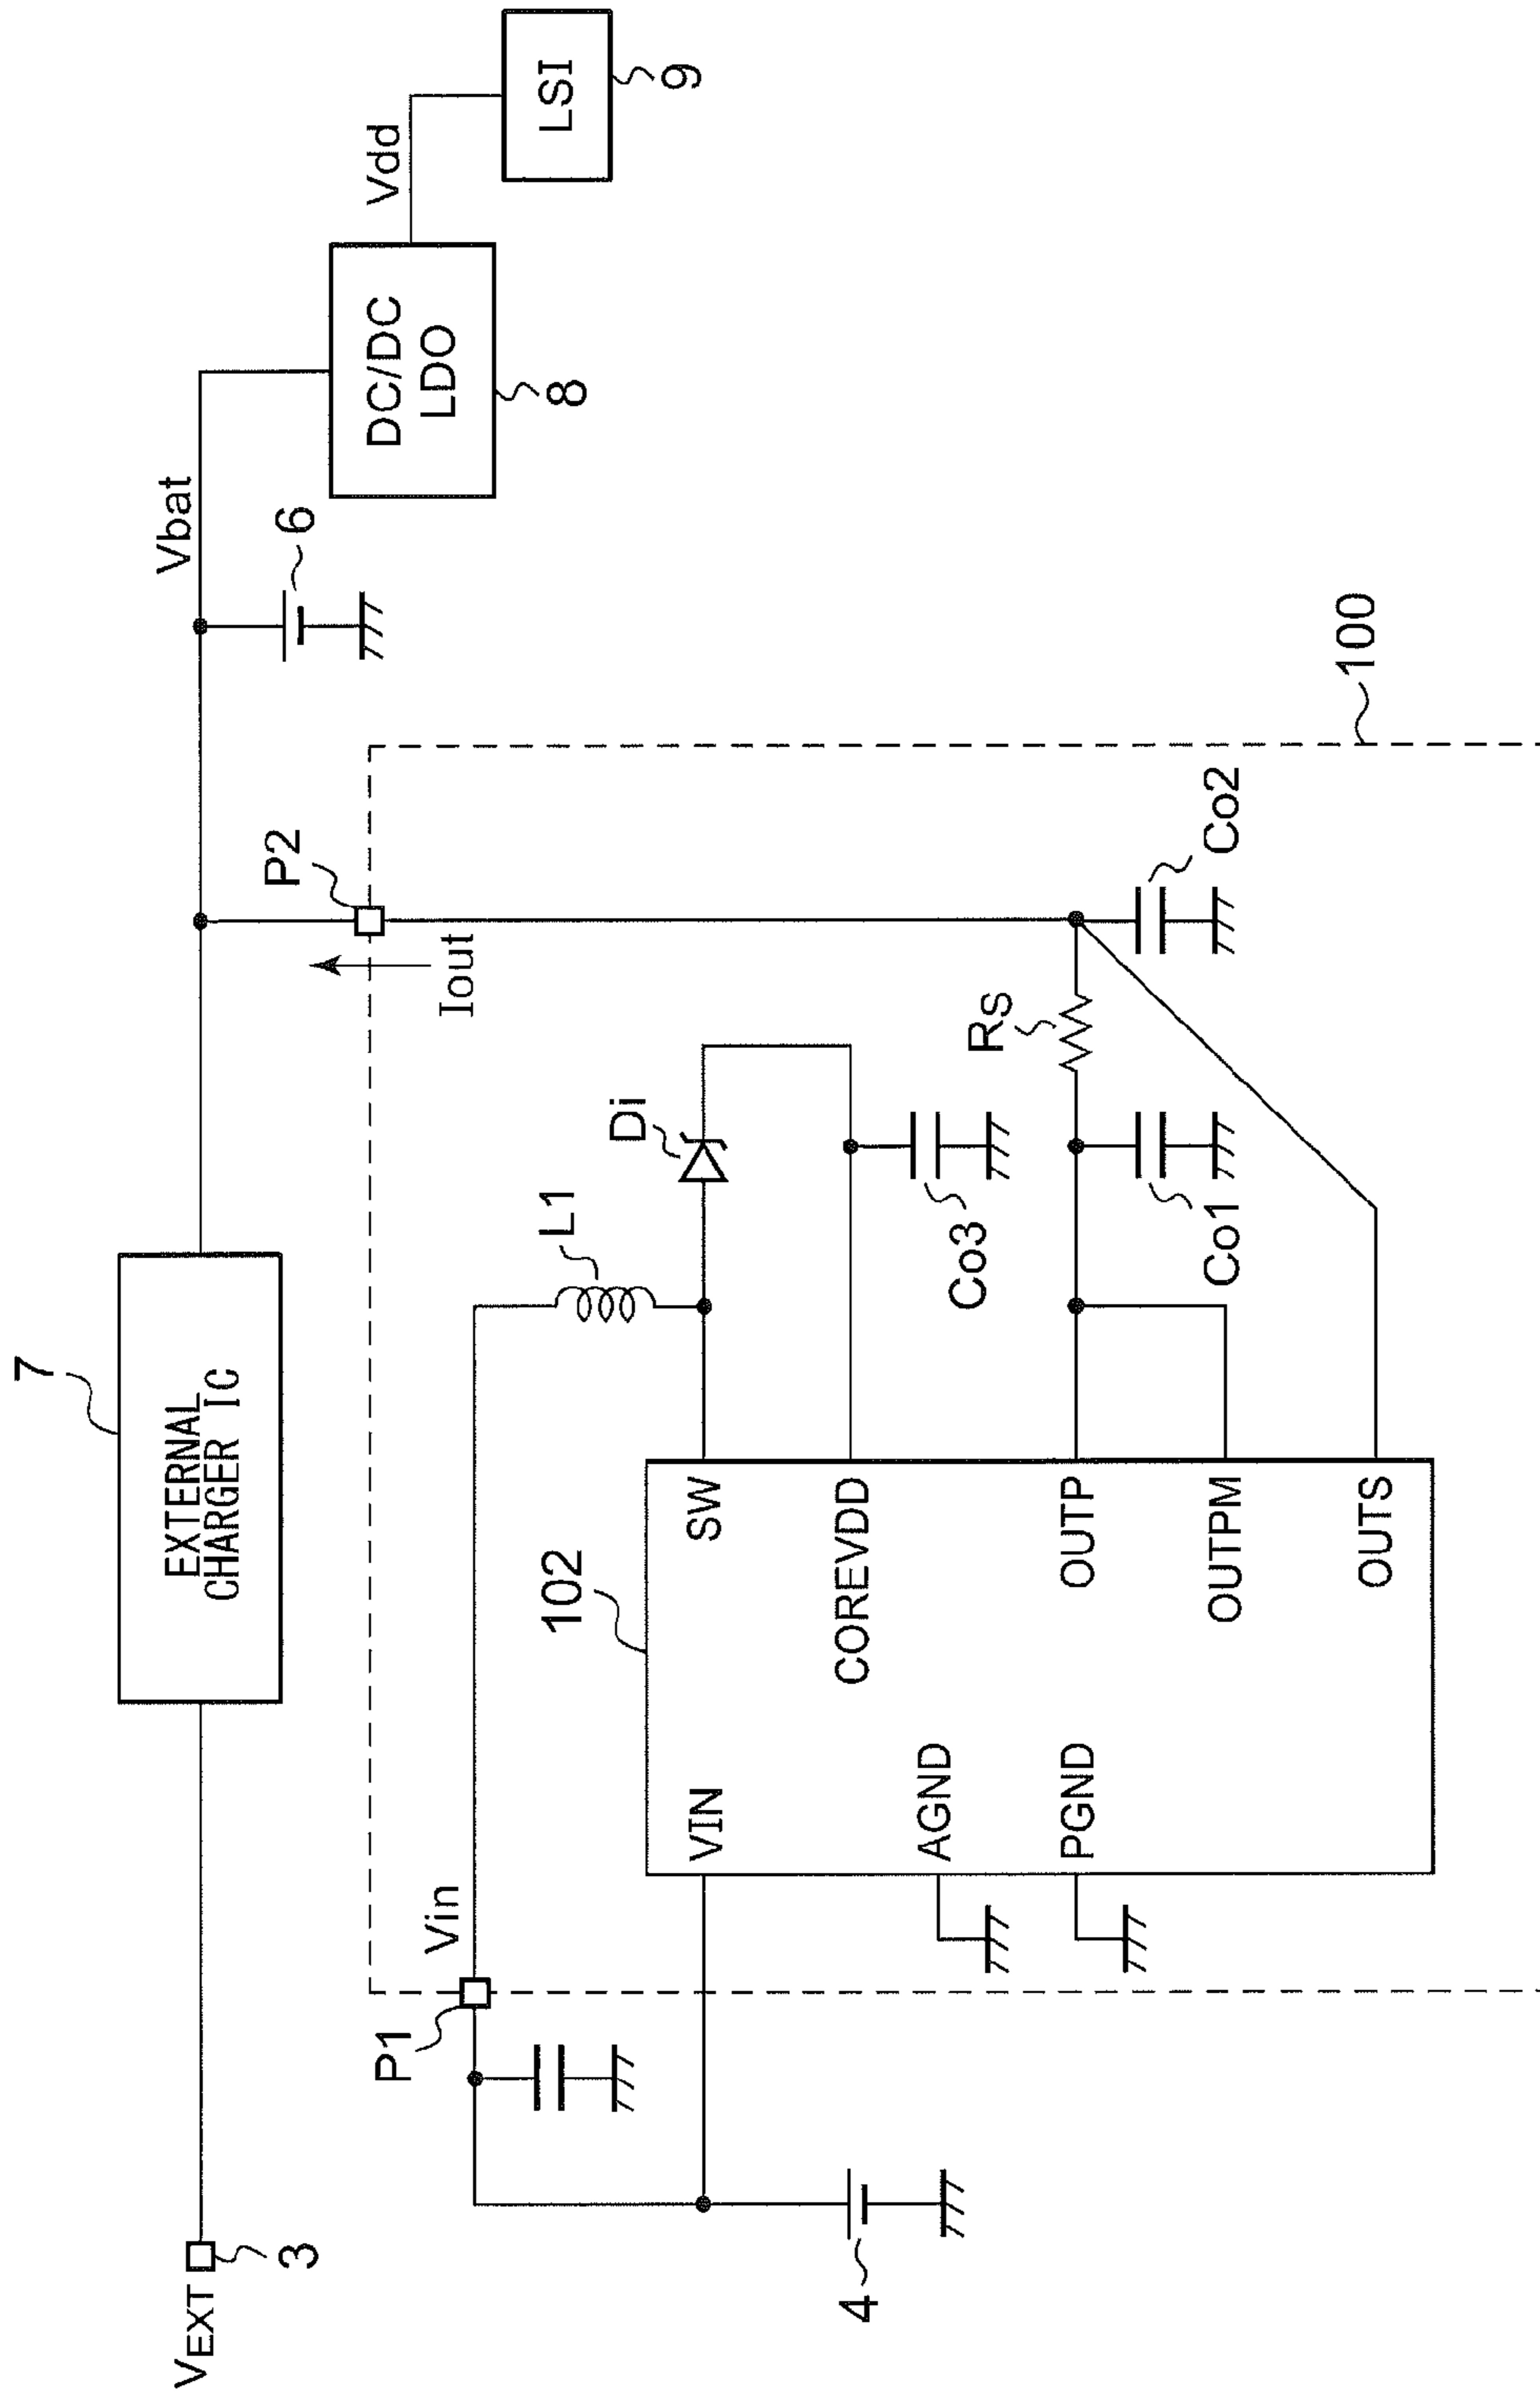 VEXT
3
7
EXTERNAL
CHARGER IC
Vbat
6
DC/DC
LDO
8
Vdd
LSI
9
P1
Vin
P2
Iout
4
102
VIN
AGND
PGND
SW
COREVDD
OUTP
OUTPM
OUTS
L1
Di
Co3
Co1
RS
Co2
100